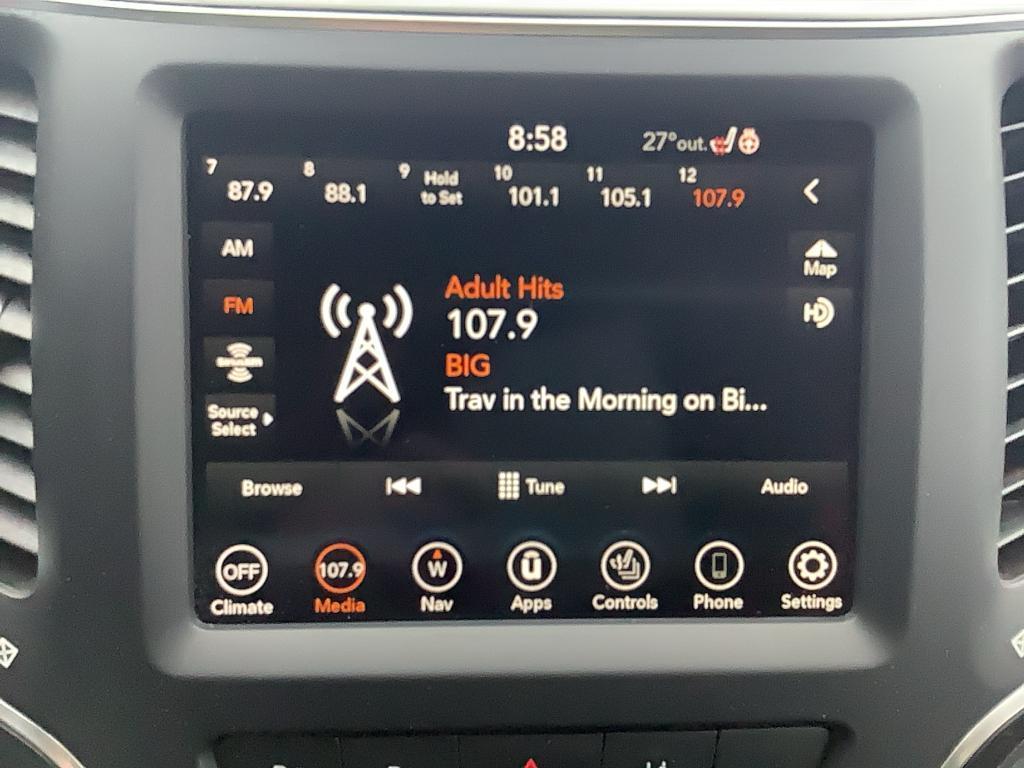 8:58 27°out.
7 8 9 10 11 12
87.9 88.1 Hold to Set 101.1 105.1 107.9
AM
Map
FM
HD
Adult Hits
107.9
BIG
Trav in the Morning on Bi...
SiriusXM
Source
Select
Browse Tune Audio
OFF 107.9 W U
Climate Media Nav Apps Controls Phone Settings